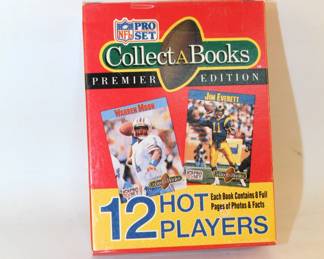 NFL
PRO
SET
CollectABooks
PREMIER EDITION
WARREN MOON
JIM EVERETT
12 HOT
PLAYERS
Each Book Contains 8 Full
Pages of Photos & Facts